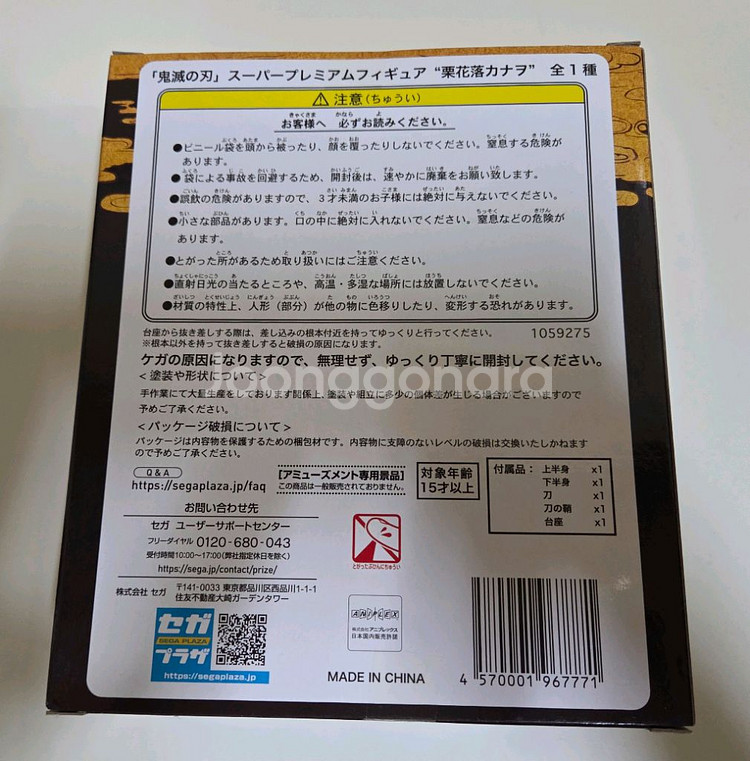 「鬼滅の刃」スーパープレミアムフィギュア “栗花落カナヲ” 全1種
⚠注意(ちゅうい)
お客様へ 必ずお読みください。
●ビニール袋を頭から被ったり、顔を覆ったりしないでください。窒息する危険が
あります。
●袋による事故を回避するため、開封後は、速やかに廃棄をお願い致します。
●誤飲の危険がありますので、3才未満のお子様には絶対に与えないでください。
●小さな部品があります。口の中に絶対に入れないでください。窒息などの危険が
あります。
●とがった所があるため取り扱いにはご注意ください。
●直射日光の当たるところや、高温・多湿な場所には放置しないでください。
●材質の特性上、人形(部分)が他の物に色移りしたり、変形する恐れがあります。
台座から抜き差しする際は、差し込みの根本付近を持ってゆっくりと行ってください。 1059275
※根本以外を持って抜き差しすると破損の原因になります。
ケガの原因になりますので、無理せず、ゆっくり丁寧に開封してください。
<塗装や形状について>
手作業にて大量生産をしております関係上、塗装や組立に多少の個体差が生じる場合がございますので
予めご了承ください。
<パッケージ破損について>
パッケージは内容物を保護するための梱包材です。内容物に支障のないレベルの破損は交換いたしかねます
ので予めご了承ください。
Q&A
https://segaplaza.jp/faq
[アミューズメント専用景品]
この商品は一般販売されておりません。
対象年齢
15才以上
付属品: 上半身 x1
下半身 x1
刀 x1
刀の鞘 x1
台座 x1
お問い合わせ先
セガ ユーザーサポートセンター
フリーダイヤル 0120-680-043
受付時間10:00~17:00(弊社指定休日を除く)
https://sega.jp/contact/prize/
とがったぶひんにちゅうい
株式会社 セガ 〒141-0033 東京都品川区西品川1-1-1
住友不動産大崎ガーデンタワー
セガ
SEGA PLAZA
プラザ
https://segaplaza.jp
ANIPLEX
株式会社アニプレックス
日本国内販売許諾
MADE IN CHINA
4 570001 967771
Joonggonara